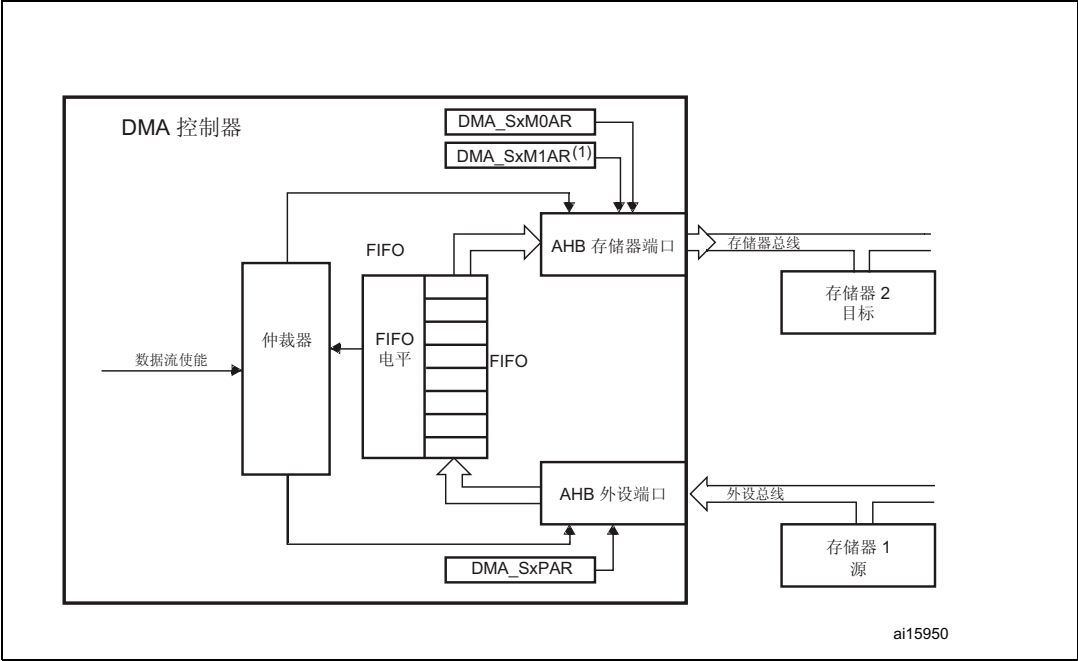 DMA 控制器
DMA_SxM0AR
DMA_SxM1AR(1)
AHB 存储器端口
存储器总线
FIFO
存储器 2
目标
仲裁器
FIFO
电平
FIFO
数据流使能
AHB 外设端口
外设总线
DMA_SxPAR
存储器 1
源
ai15950